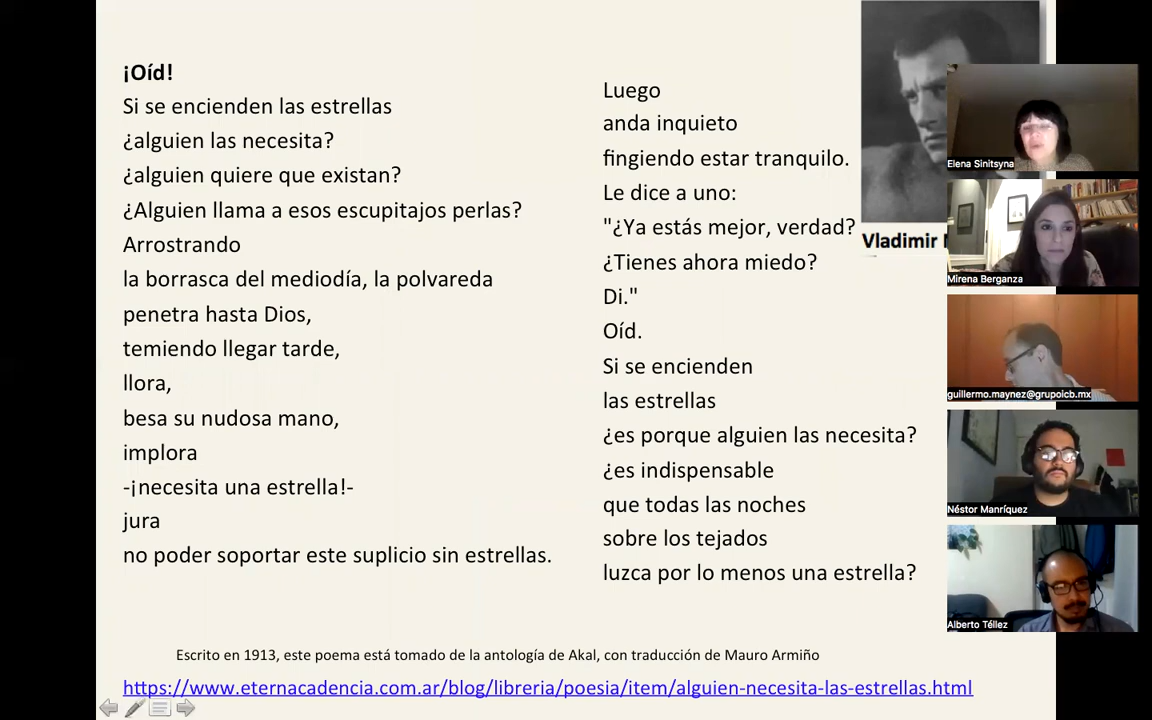 ¡Oíd!
Si se encienden las estrellas
¿alguien las necesita?
¿alguien quiere que existan?
¿Alguien llama a esos escupitajos perlas?
Arrostrando
la borrasca del mediodía, la polvareda
penetra hasta Dios,
temiendo llegar tarde,
llora,
besa su nudosa mano,
implora
-¡necesita una estrella!-
jura
no poder soportar este suplicio sin estrellas.
Luego
anda inquieto
fingiendo estar tranquilo.
Le dice a uno:
"¿Ya estás mejor, verdad?
¿Tienes ahora miedo?
Di."
Oíd.
Si se encienden
las estrellas
¿es porque alguien las necesita?
¿es indispensable
que todas las noches
sobre los tejados
luzca por lo menos una estrella?
Vladimir
Elena Sinitsyna
Mirena Berganza
guillermo.maynez@grupoicb.mx
Néstor Manríquez
Alberto Téllez
Escrito en 1913, este poema está tomado de la antología de Akal, con traducción de Mauro Armiño
https://www.eternacadencia.com.ar/blog/libreria/poesia/item/alguien-necesita-las-estrellas.html